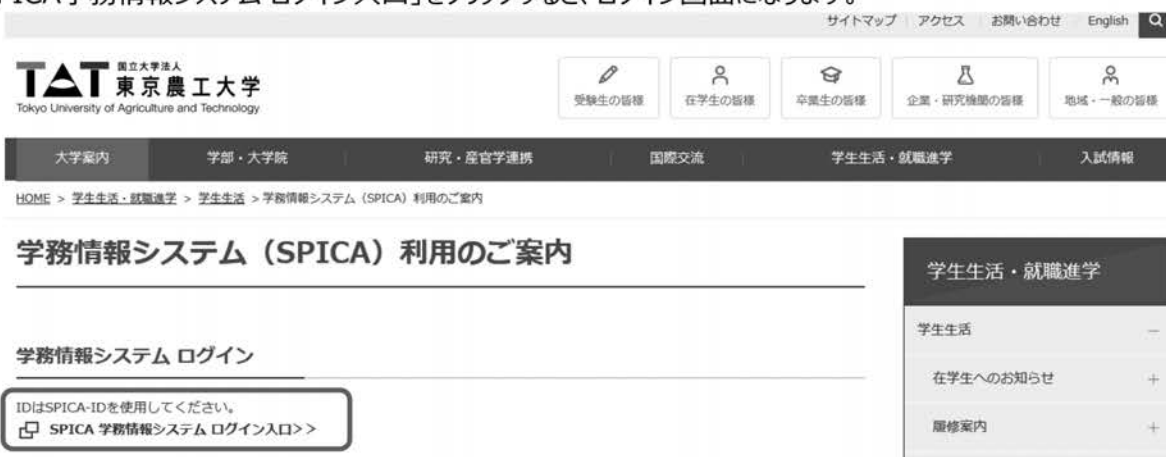 ICA学務情報システム ログイン入口」をクリックすると、ログイン画面になります。
サイトマップ アクセス お問い合わせ English
TAT 国立大学法人 東京農工大学
Tokyo University of Agriculture and Technology
受験生の皆様 在学生の皆様 卒業生の皆様 企業・研究機関の皆様 地域・一般の皆様
大学案内 学部・大学院 研究・産官学連携 国際交流 学生生活・就職進学 入試情報
HOME > 学生生活・就職進学 > 学生生活 > 学務情報システム（SPICA）利用のご案内
学務情報システム（SPICA）利用のご案内
学務情報システム ログイン
IDはSPICA-IDを使用してください。
SPICA 学務情報システム ログイン入口>>
学生生活・就職進学
学生生活 －
在学生へのお知らせ ＋
履修案内 ＋